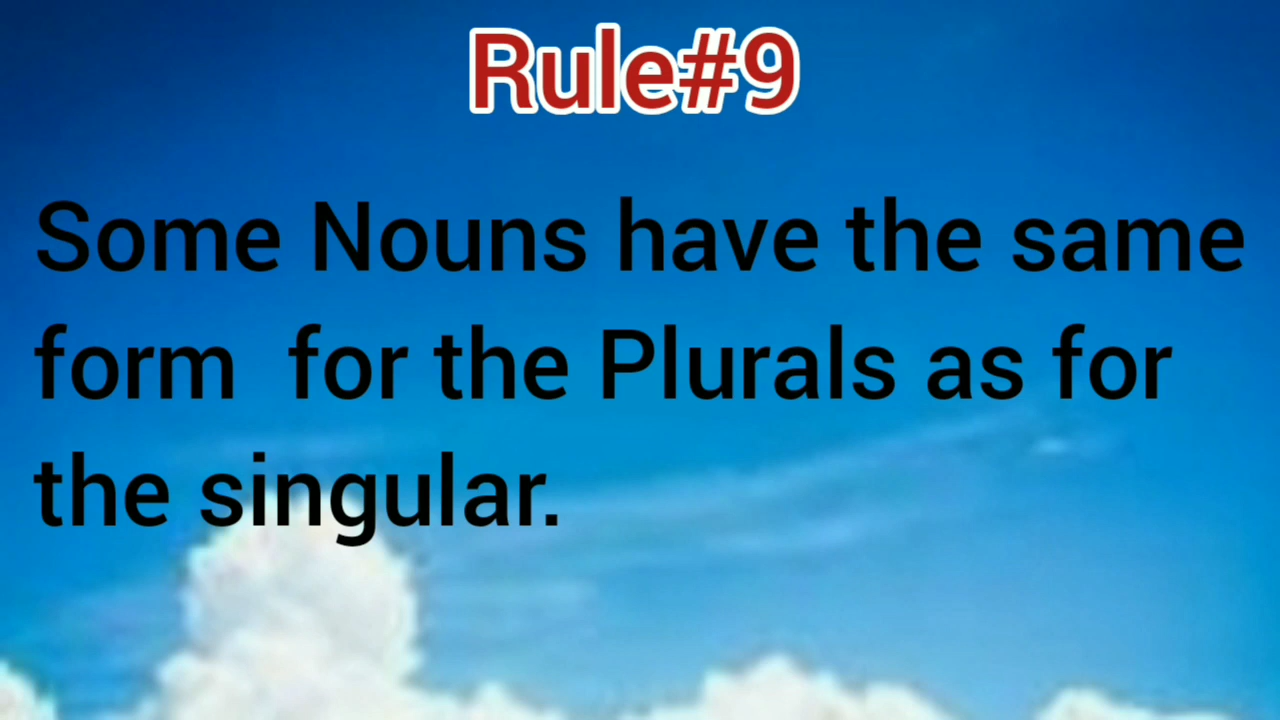 Rule#9
Some Nouns have the same
form  for the Plurals as for
the singular.